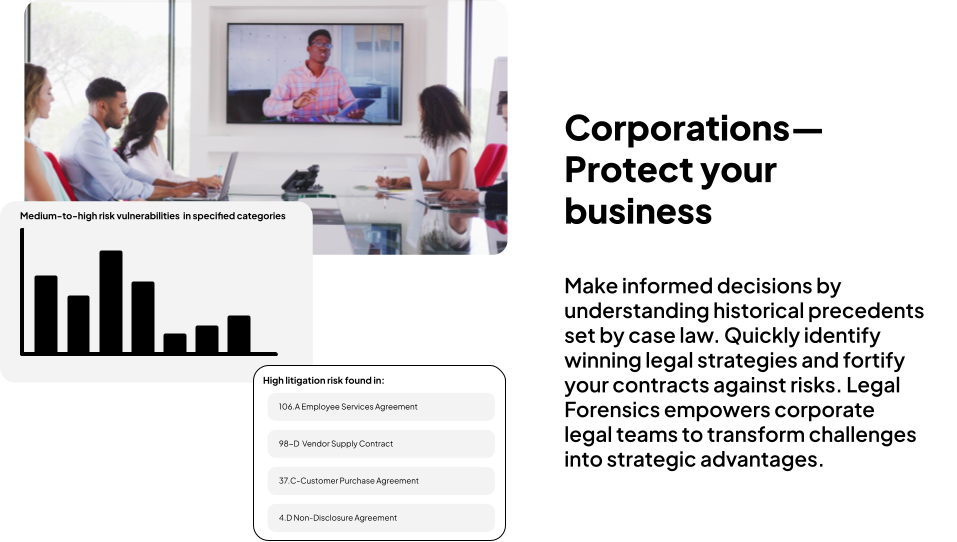 Medium-to-high risk vulnerabilities in specified categories
High litigation risk found in:
106.A Employee Services Agreement
98-D Vendor Supply Contract
37.C-Customer Purchase Agreement
4.D Non-Disclosure Agreement
Corporations—
Protect your
business
Make informed decisions by
understanding historical precedents
set by case law. Quickly identify
winning legal strategies and fortify
your contracts against risks. Legal
Forensics empowers corporate
legal teams to transform challenges
into strategic advantages.